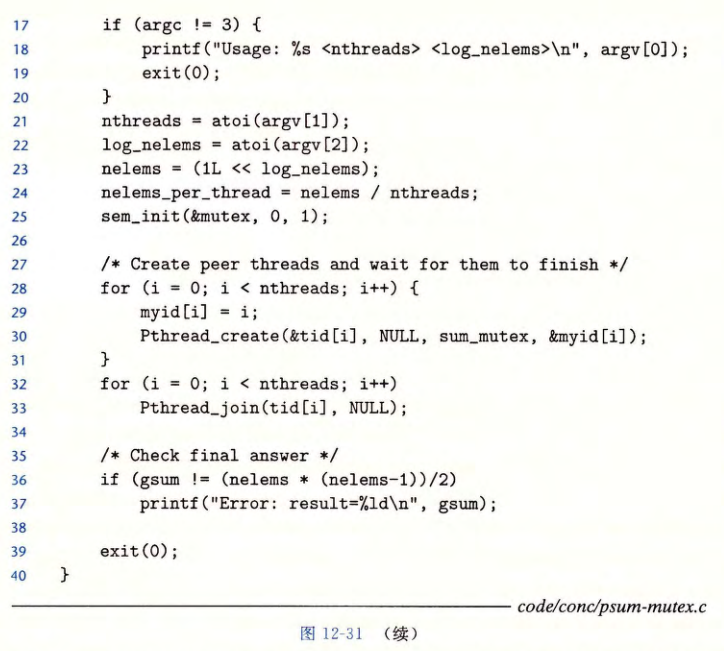 17 if (argc != 3) {
18 printf("Usage: %s <nthreads> <log_nelems>\n", argv[0]);
19 exit(0);
20 }
21 nthreads = atoi(argv[1]);
22 log_nelems = atoi(argv[2]);
23 nelems = (1L << log_nelems);
24 nelems_per_thread = nelems / nthreads;
25 sem_init(&mutex, 0, 1);
26
27 /* Create peer threads and wait for them to finish */
28 for (i = 0; i < nthreads; i++) {
29 myid[i] = i;
30 Pthread_create(&tid[i], NULL, sum_mutex, &myid[i]);
31 }
32 for (i = 0; i < nthreads; i++)
33 Pthread_join(tid[i], NULL);
34
35 /* Check final answer */
36 if (gsum != (nelems * (nelems-1))/2)
37 printf("Error: result=%ld\n", gsum);
38
39 exit(0);
40 }
code/conc/psum-mutex.c
图 12-31 （续）